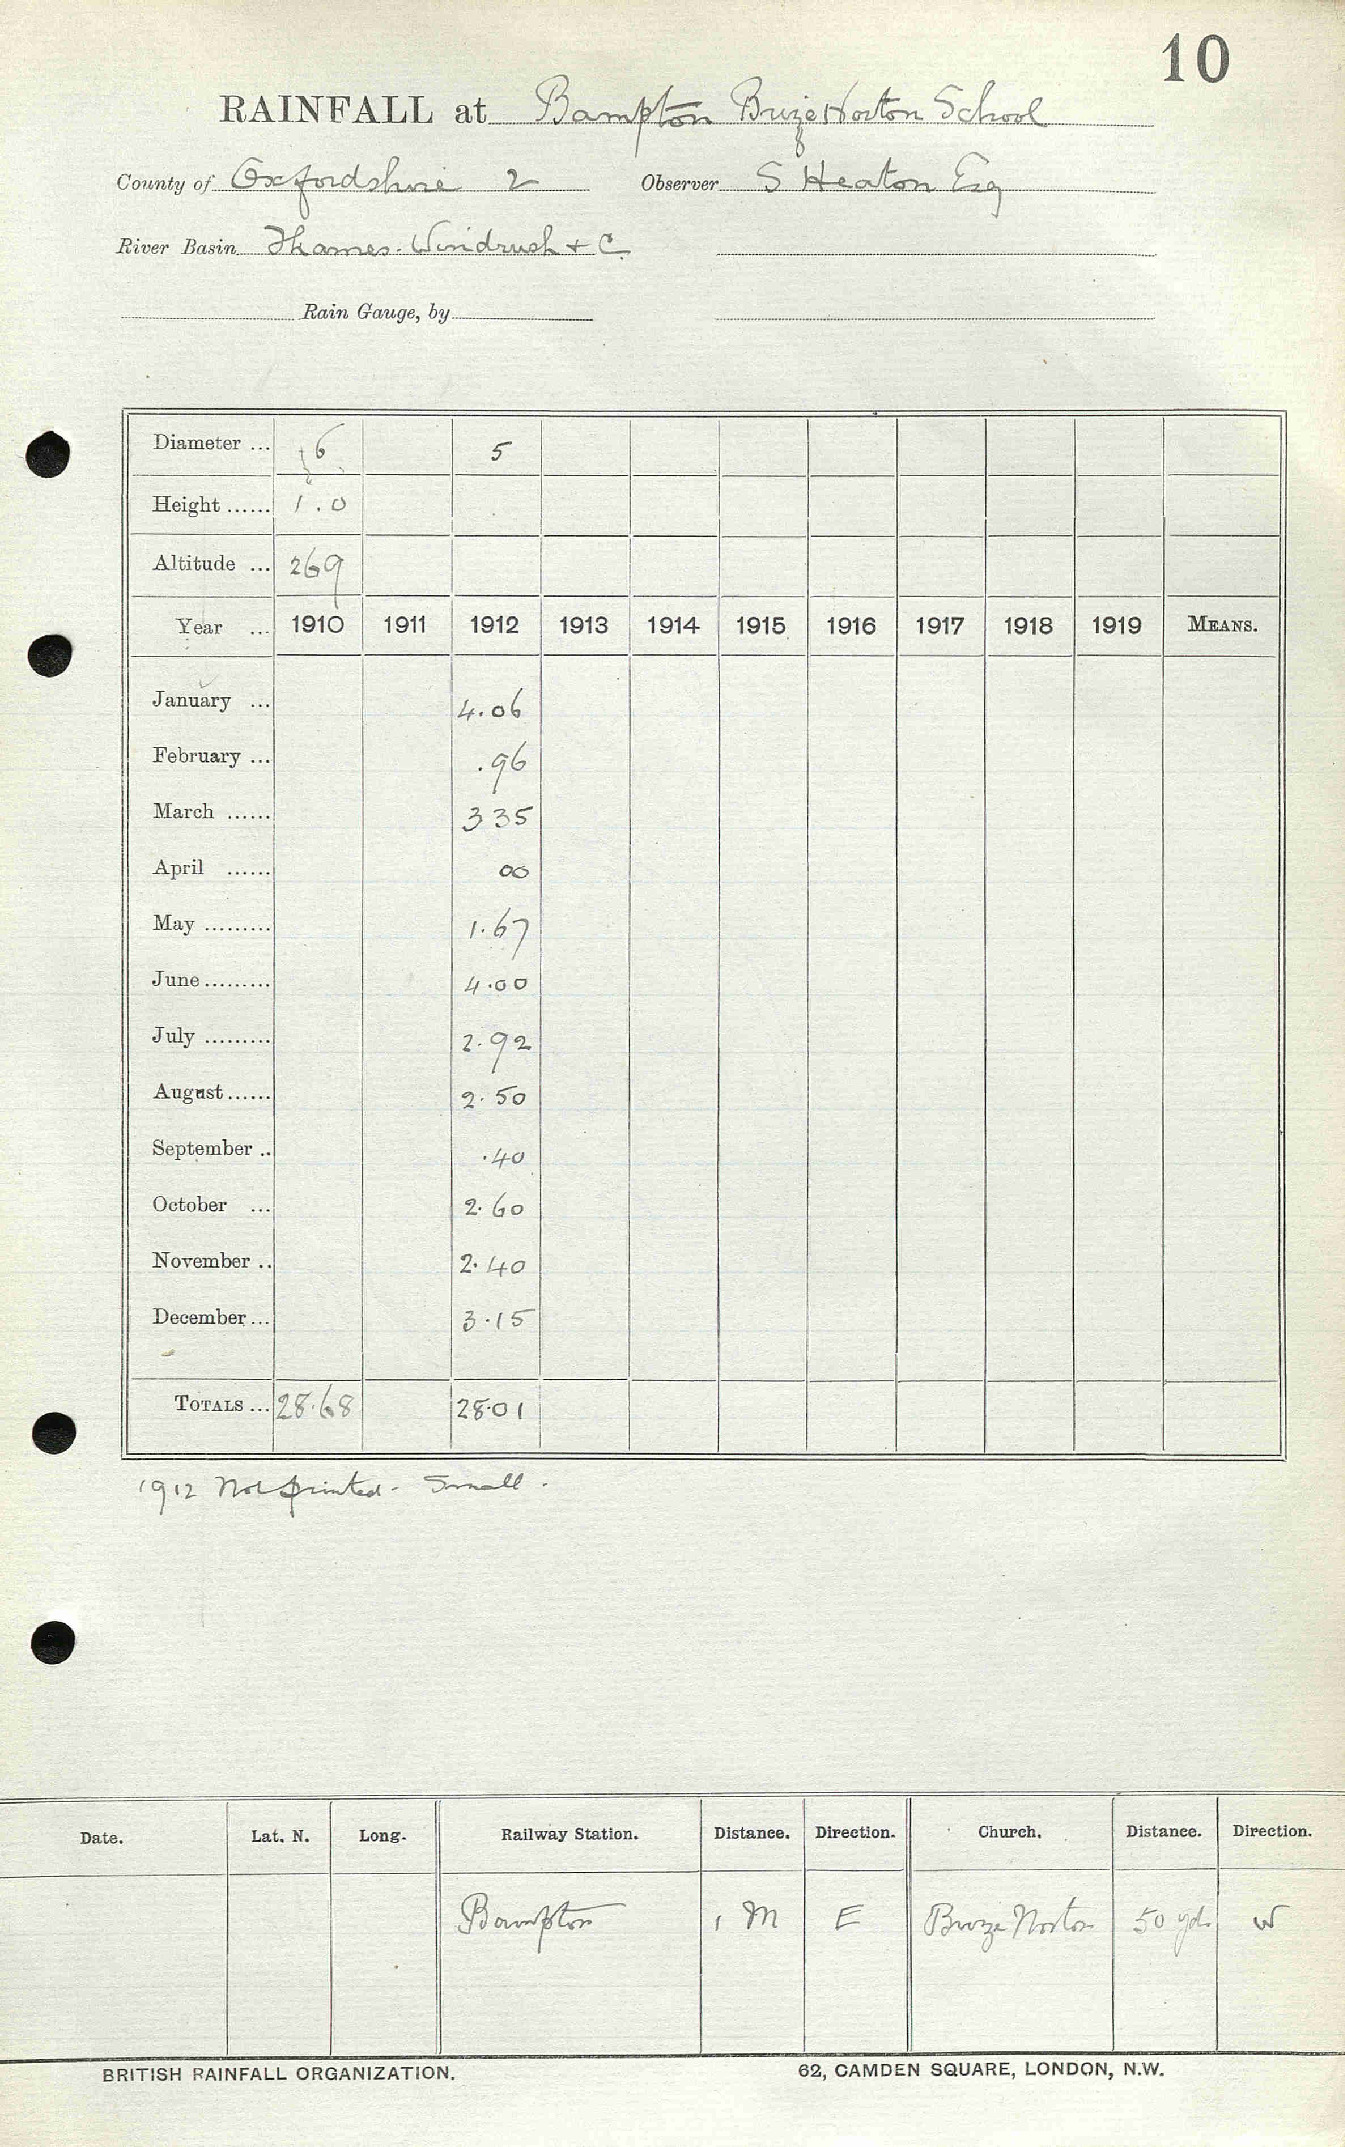 10
RAINFALL at Bampton Brize Norton School
County of Oxfordshire 2 Observer S Heaton Esq
River Basin Thames. Windrush + C
Rain Gauge, by
Diameter ... 6 5
Height ...... 1.0
Altitude ... 269
Year ... 1910 1911 1912 1913 1914 1915 1916 1917 1918 1919 MEANS.
January ... 4.06
February ... .96
March ...... 3 35
April ...... 00
May ......... 1.67
June ......... 4.00
July ......... 2.92
August ...... 2.50
September .. .40
October ... 2.60
November .. 2.40
December ... 3.15
TOTALS ... 28.68 28.01
1912 Not printed - Small.
Date. Lat. N. Long. Railway Station. Distance. Direction. Church. Distance. Direction.
Bampton 1 M E Brize Norton 50 yds W
BRITISH RAINFALL ORGANIZATION. 62, CAMDEN SQUARE, LONDON, N.W.